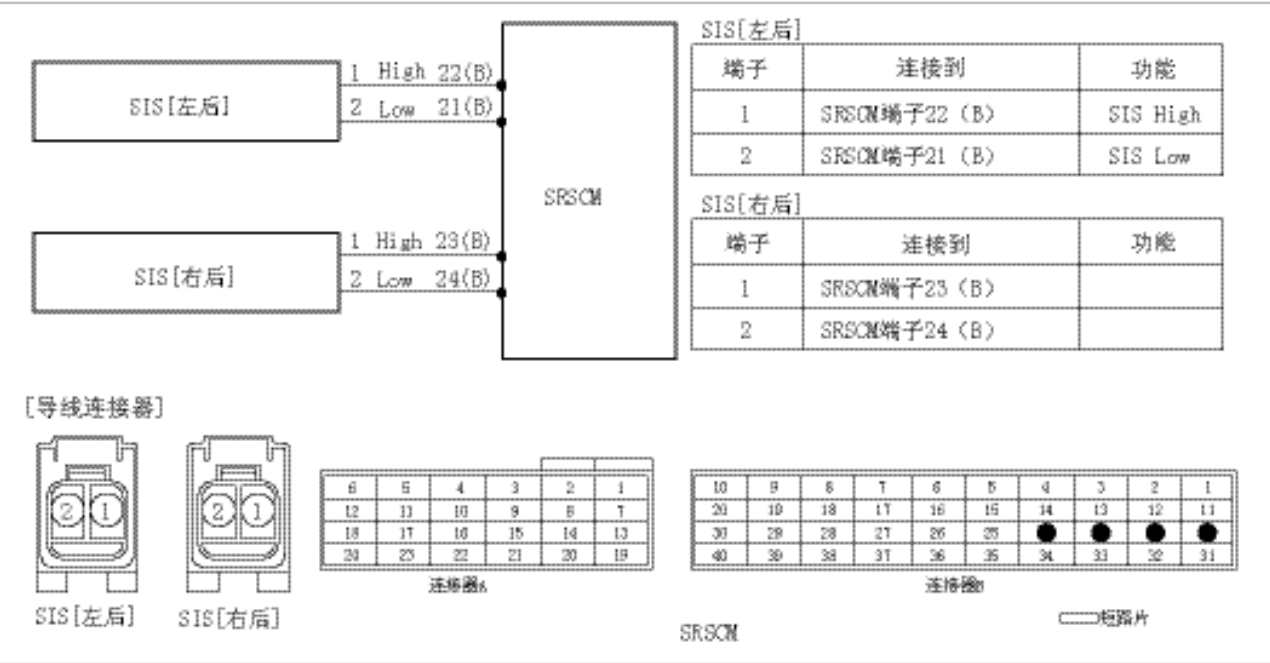 SIS[左后]
1 High 22(B)
2 Low 21(B)
SRSCM
SIS[右后]
1 High 23(B)
2 Low 24(B)
SIS[左后]
端子 连接到 功能
1 SRSCM端子22（B） SIS High
2 SRSCM端子21（B） SIS Low
SIS[右后]
端子 连接到 功能
1 SRSCM端子23（B）
2 SRSCM端子24（B）
[导线连接器]
2 1
SIS[左后]
2 1
SIS[右后]
6 5 4 3 2 1
12 11 10 9 8 7
18 17 16 15 14 13
24 23 22 21 20 19
连接器A
10 9 8 7 6 5 4 3 2 1
20 19 18 17 16 15 14 13 12 11
30 29 28 27 26 25
40 39 38 37 36 35 34 33 32 31
连接器B
短路片
SRSCM